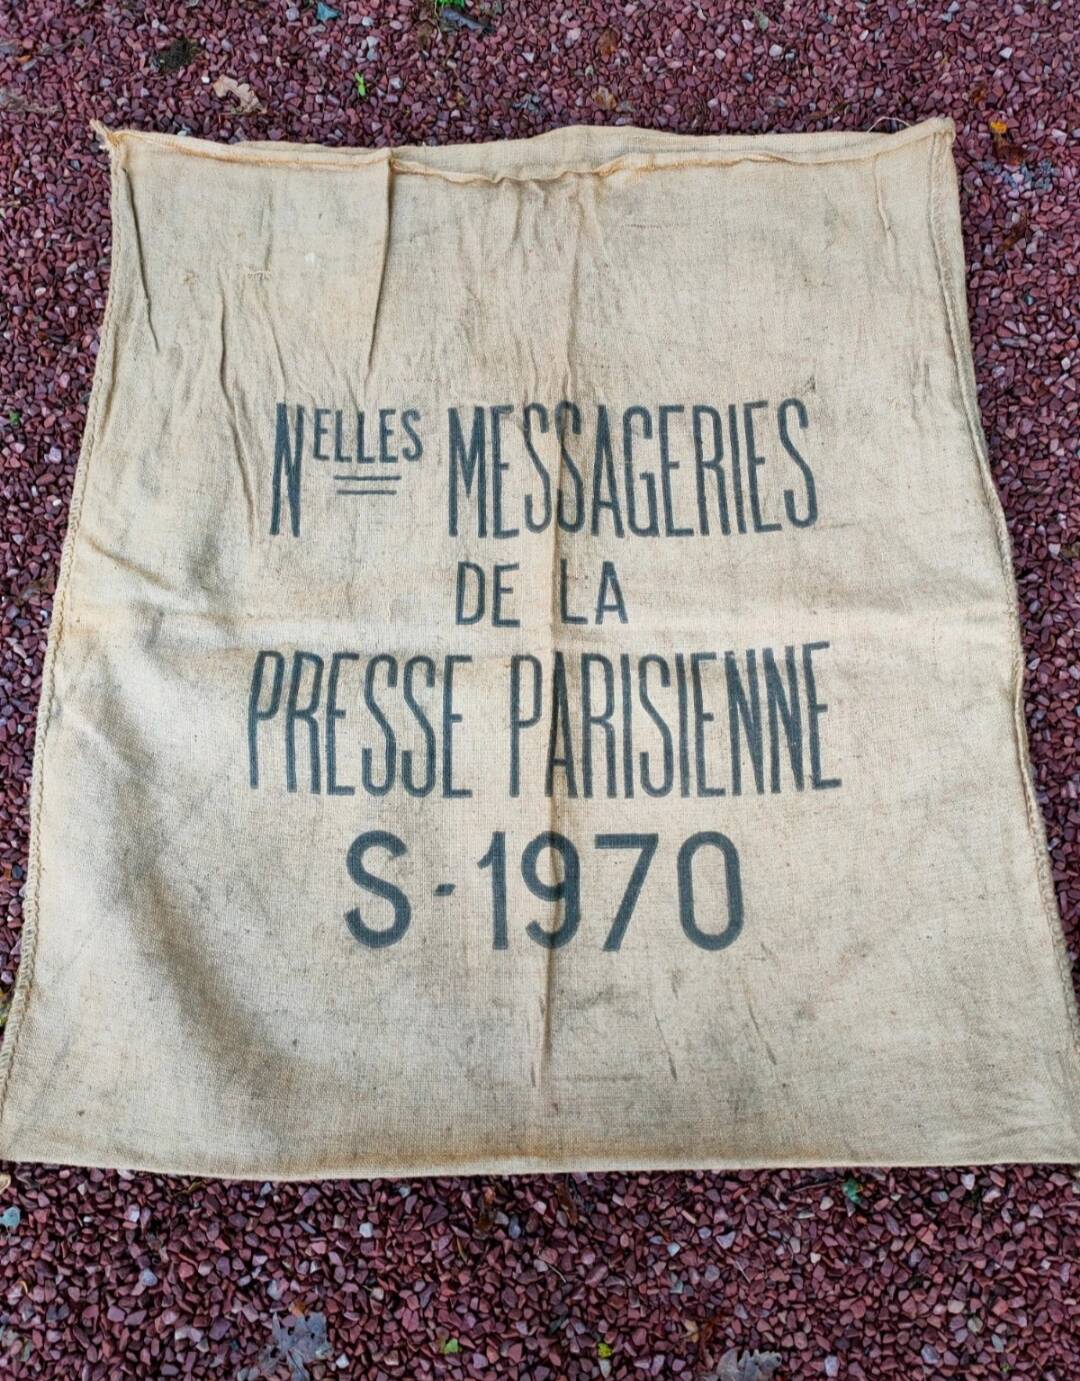 Nelles MESSAGERIES
DE LA
PRESSE PARISIENNE
S-1970